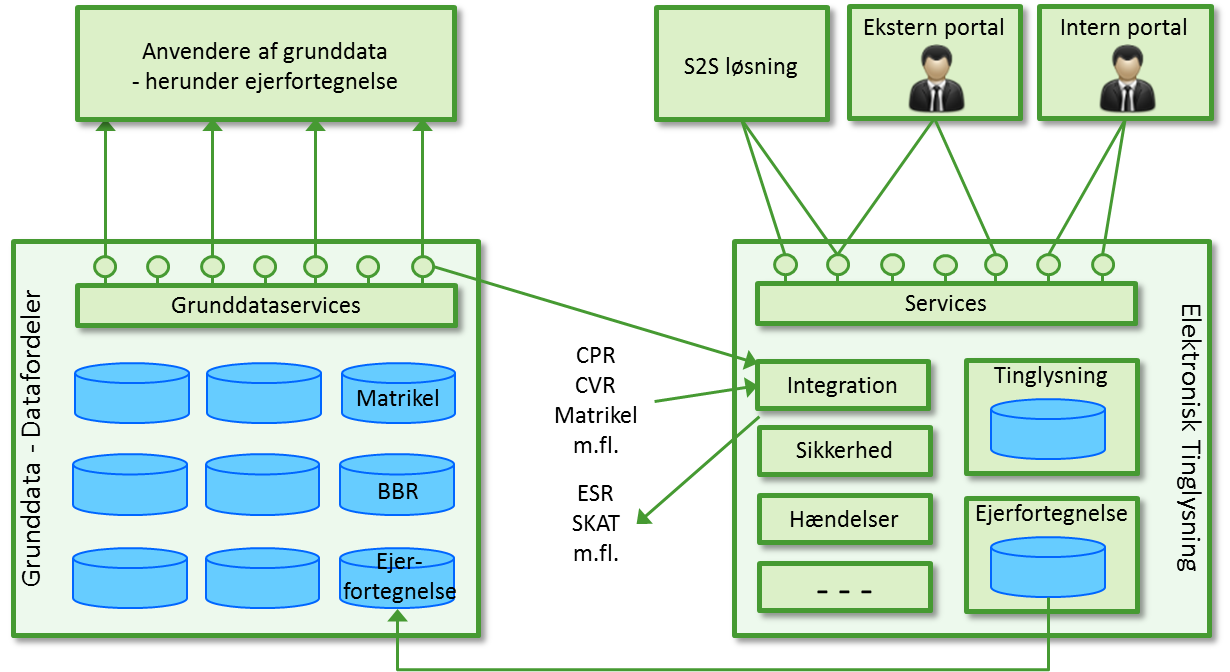 Anvendere af grunddata
- herunder ejerfortegnelse
S2S løsning
Ekstern portal
Intern portal
Grunddata - Datafordeler
Grunddataservices
Matrikel
BBR
Ejer-
fortegnelse
CPR
CVR
Matrikel
m.fl.
ESR
SKAT
m.fl.
Services
Integration
Sikkerhed
Hændelser
- - -
Tinglysning
Ejerfortegnelse
Elektronisk Tinglysning